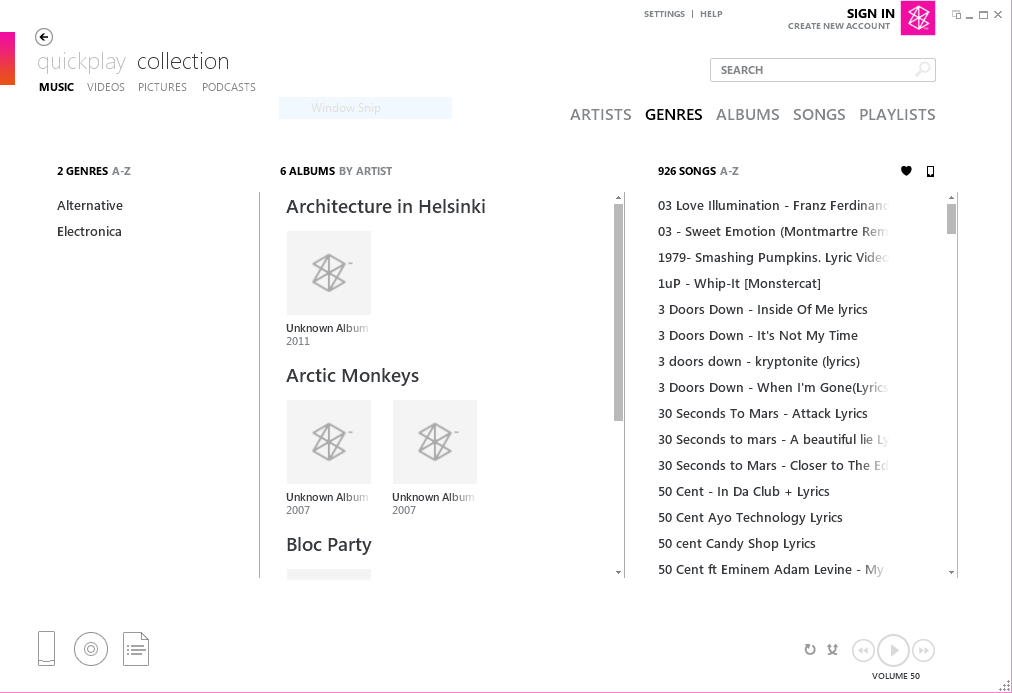 SETTINGS | HELP
SIGN IN
CREATE NEW ACCOUNT
quickplay collection
MUSIC VIDEOS PICTURES PODCASTS
SEARCH
Window Snip
ARTISTS GENRES ALBUMS SONGS PLAYLISTS
2 GENRES A-Z
Alternative
Electronica
6 ALBUMS BY ARTIST
Architecture in Helsinki
Unknown Album
2011
Arctic Monkeys
Unknown Album Unknown Album
2007 2007
Bloc Party
926 SONGS A-Z
03 Love Illumination - Franz Ferdinand
03 - Sweet Emotion (Montmartre Rem
1979- Smashing Pumpkins. Lyric Video
1uP - Whip-It [Monstercat]
3 Doors Down - Inside Of Me lyrics
3 Doors Down - It's Not My Time
3 doors down - kryptonite (lyrics)
3 Doors Down - When I'm Gone(Lyrics
30 Seconds To Mars - Attack Lyrics
30 Seconds to mars - A beautiful lie Ly
30 Seconds to Mars - Closer to The Ed
50 Cent - In Da Club + Lyrics
50 Cent Ayo Technology Lyrics
50 cent Candy Shop Lyrics
50 Cent ft Eminem Adam Levine - My
VOLUME 50